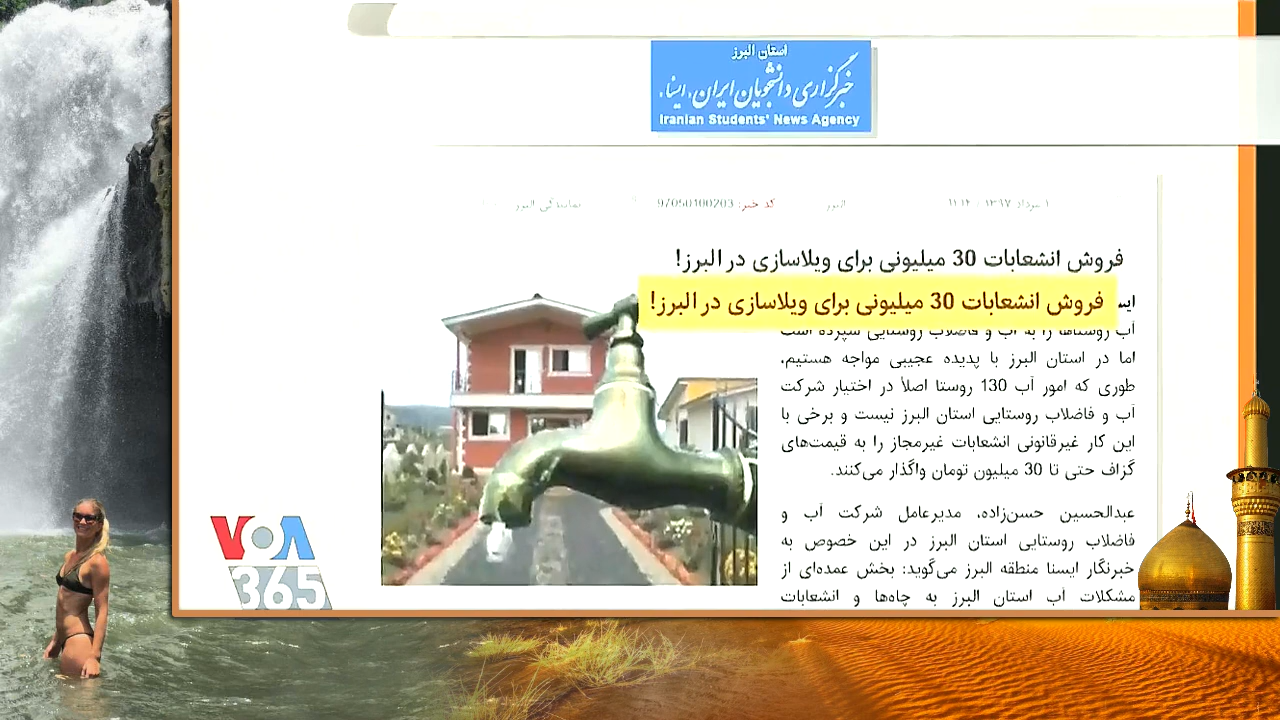 استان البرز
خبرگزاری دانشجویان ایران، ایسنا،
Iranian Students' News Agency
کد خبر: 97050100203
البرز
فروش انشعابات 30 میلیونی برای ویلاسازی در البرز!
فروش انشعابات 30 میلیونی برای ویلاسازی در البرز!
آب روستاها را به آب و فاضلاب روستایی سپرده است
اما در استان البرز با پدیده عجیبی مواجه هستیم،
طوری که امور آب 130 روستا اصلاً در اختیار شرکت
آب و فاضلاب روستایی استان البرز نیست و برخی با
این کار غیرقانونی انشعابات غیرمجاز را به قیمت‌های
گزاف حتی تا 30 میلیون تومان واگذار می‌کنند.
عبدالحسین حسن‌زاده، مدیرعامل شرکت آب و
فاضلاب روستایی استان البرز در این خصوص به
خبرنگار ایسنا منطقه البرز می‌گوید: بخش عمده‌ای از
مشکلات آب استان البرز به چاه‌ها و انشعابات
VOA
365